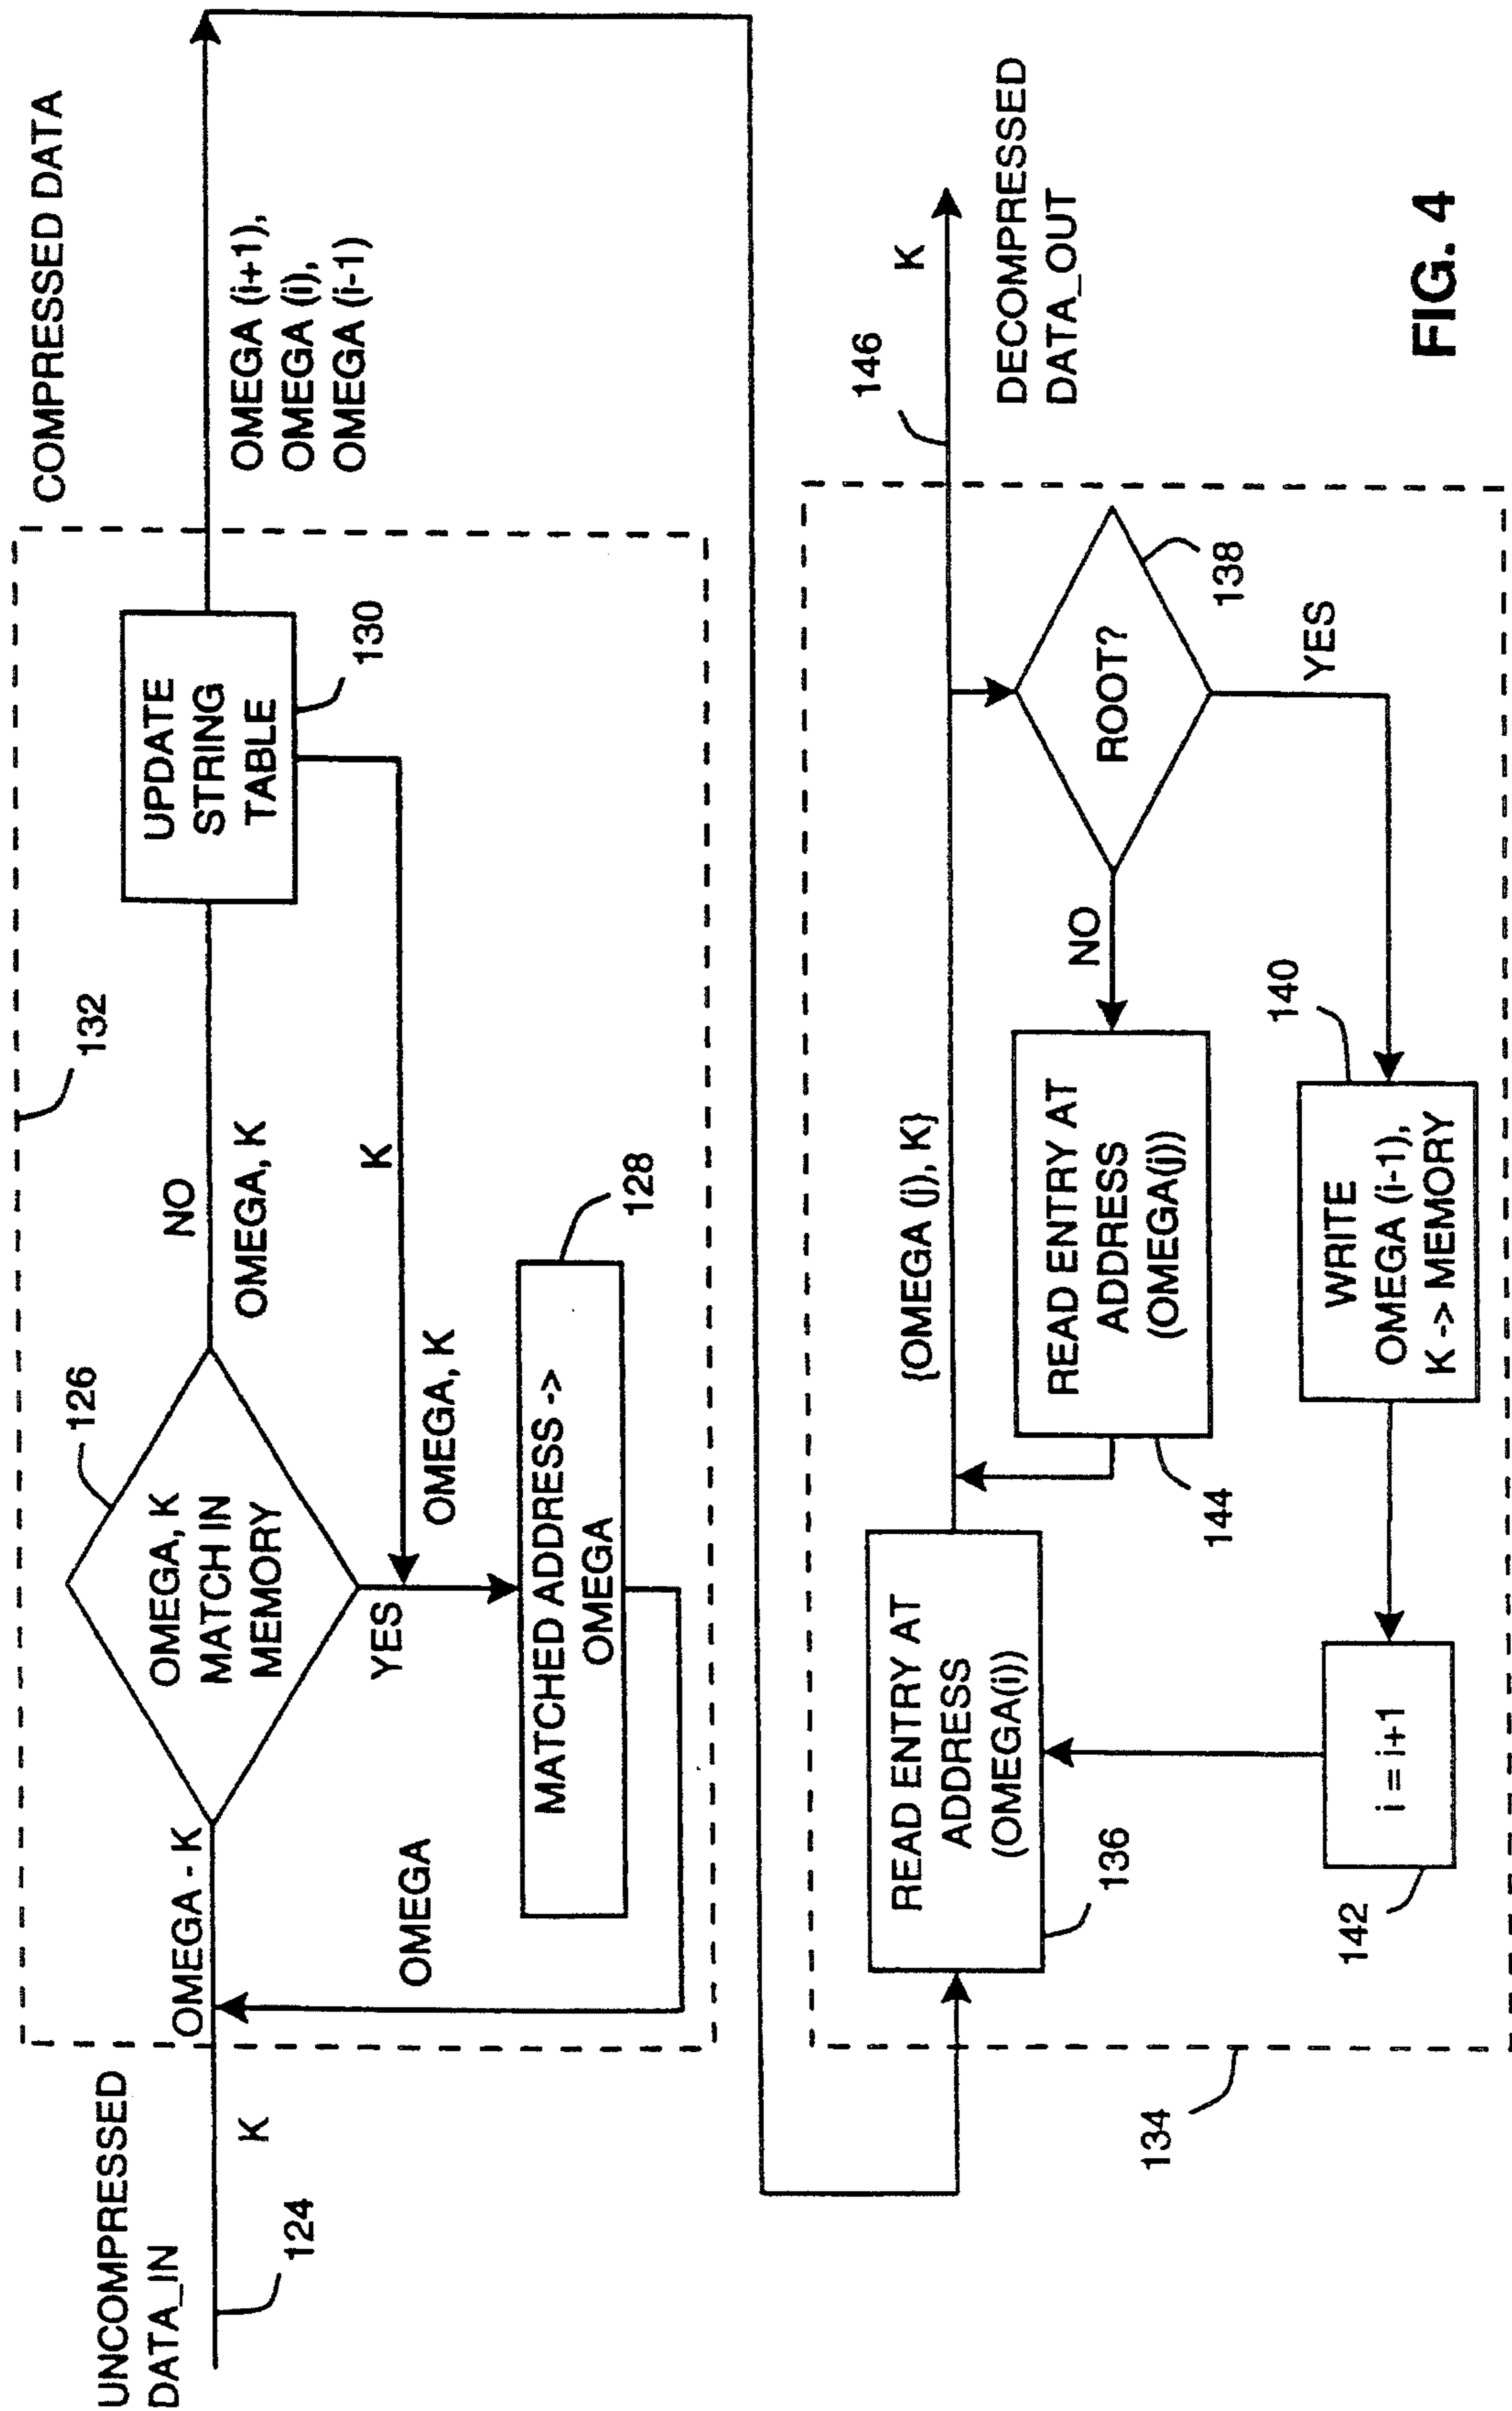 UNCOMPRESSED
DATA_IN
K
124
OMEGA - K
OMEGA, K
MATCH IN
MEMORY
126
NO
OMEGA, K
132
UPDATE
STRING
TABLE
130
COMPRESSED DATA
OMEGA (i+1),
OMEGA (i),
OMEGA (i-1)
YES
OMEGA, K
K
OMEGA
MATCHED ADDRESS ->
OMEGA
128
READ ENTRY AT
ADDRESS
(OMEGA(i))
136
{OMEGA (j), K}
146
K
DECOMPRESSED
DATA_OUT
READ ENTRY AT
ADDRESS
(OMEGA(j))
144
NO
ROOT?
138
YES
134
i = i+1
142
WRITE
OMEGA (i-1),
K -> MEMORY
140
FIG. 4